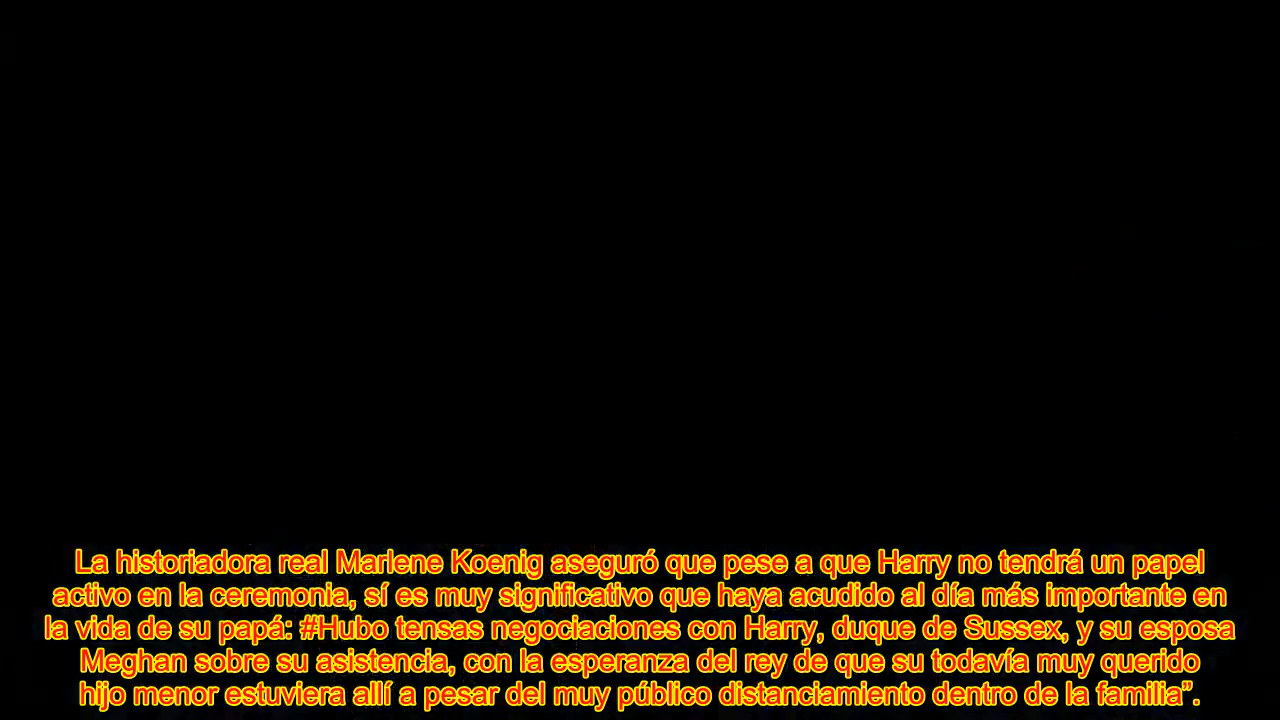 La historiadora real Marlene Koenig aseguró que pese a que Harry no tendrá un papel
activo en la ceremonia, sí es muy significativo que haya acudido al día más importante en
la vida de su papá: #Hubo tensas negociaciones con Harry, duque de Sussex, y su esposa
Meghan sobre su asistencia, con la esperanza del rey de que su todavía muy querido
hijo menor estuviera allí a pesar del muy público distanciamiento dentro de la familia”.